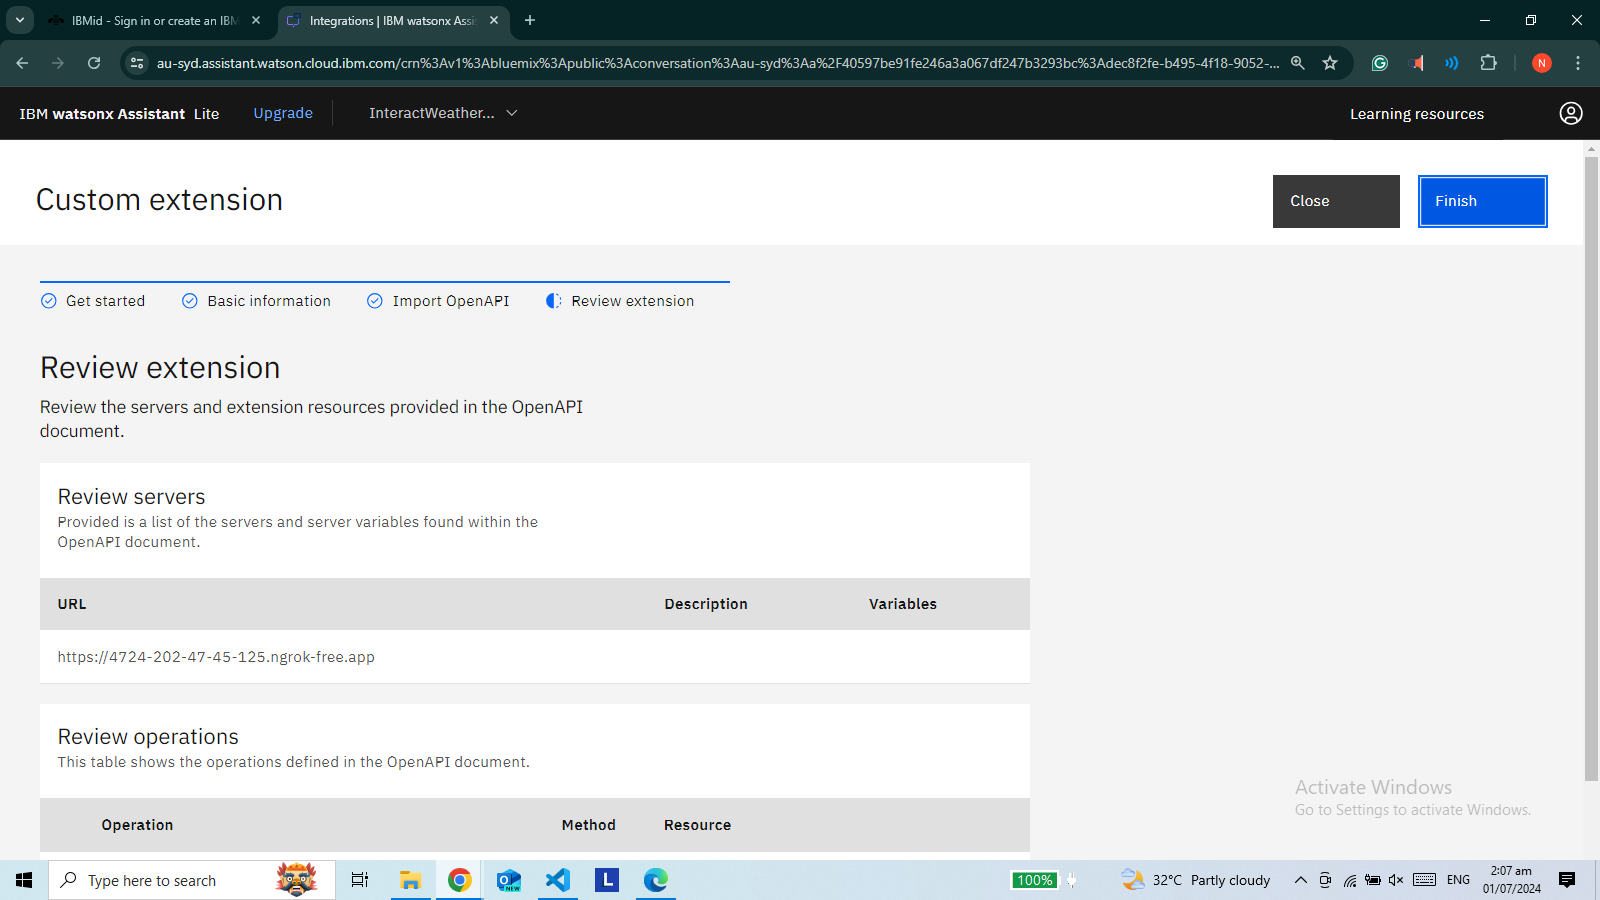 IBMid - Sign in or create an IBM
Integrations | IBM watsonx Assi
au-syd.assistant.watson.cloud.ibm.com/crn%3Av1%3Abluemix%3Apublic%3Aconversation%3Aau-syd%3Aa%2F40597be91fe246a3a067df247b3293bc%3Adec8f2fe-b495-4f18-9052-...
N
IBM watsonx Assistant Lite
Upgrade
InteractWeather...
Learning resources
Custom extension
Close
Finish
Get started
Basic information
Import OpenAPI
Review extension
Review extension
Review the servers and extension resources provided in the OpenAPI
document.
Review servers
Provided is a list of the servers and server variables found within the
OpenAPI document.
URL
Description
Variables
https://4724-202-47-45-125.ngrok-free.app
Review operations
This table shows the operations defined in the OpenAPI document.
Operation
Method
Resource
Activate Windows
Go to Settings to activate Windows.
Type here to search
NEW
L
100%
32°C Partly cloudy
ENG
2:07 am
01/07/2024